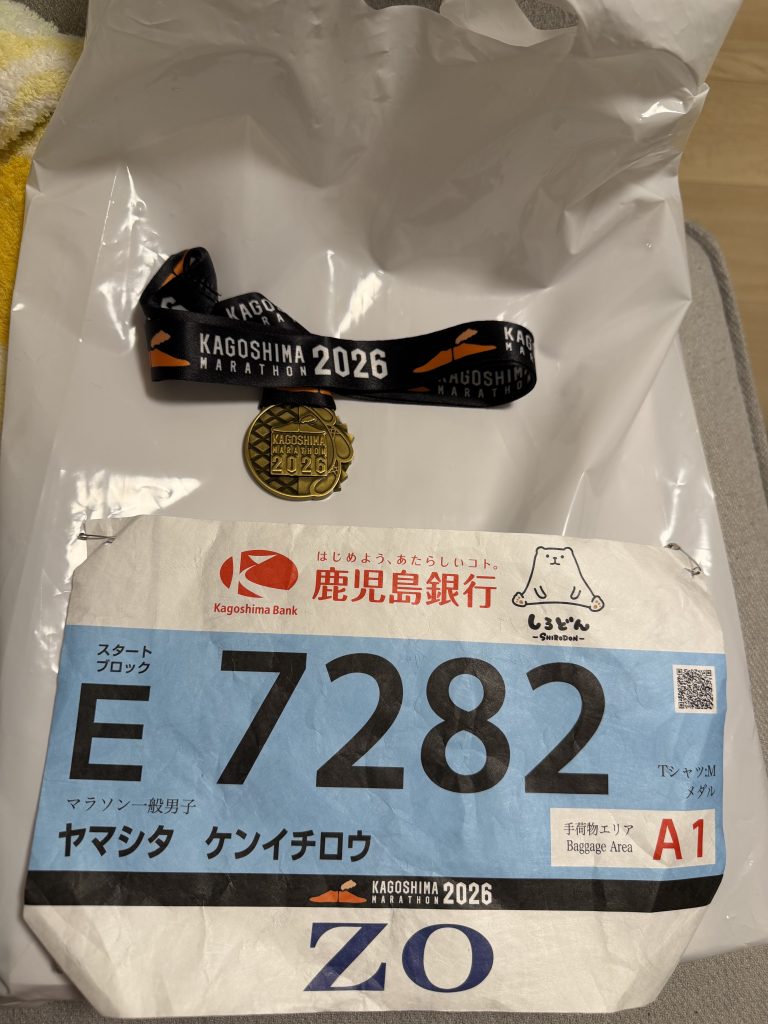 KAGO
RA
KAGOSHIMA
MARATHON
2026
KAGOSHIM
MARATHO
KAGOSHIMA
MARATHON
2026
はじめよう、あたらしいコト。
鹿児島銀行
Kagoshima Bank
しろどん
-SHIRODON-
スタート
ブロック
E 7282
Tシャツ:M
メダル
マラソン一般男子
ヤマシタ ケンイチロウ
手荷物エリア
Baggage Area
A1
KAGOSHIMA
MARATHON
2026
ZO